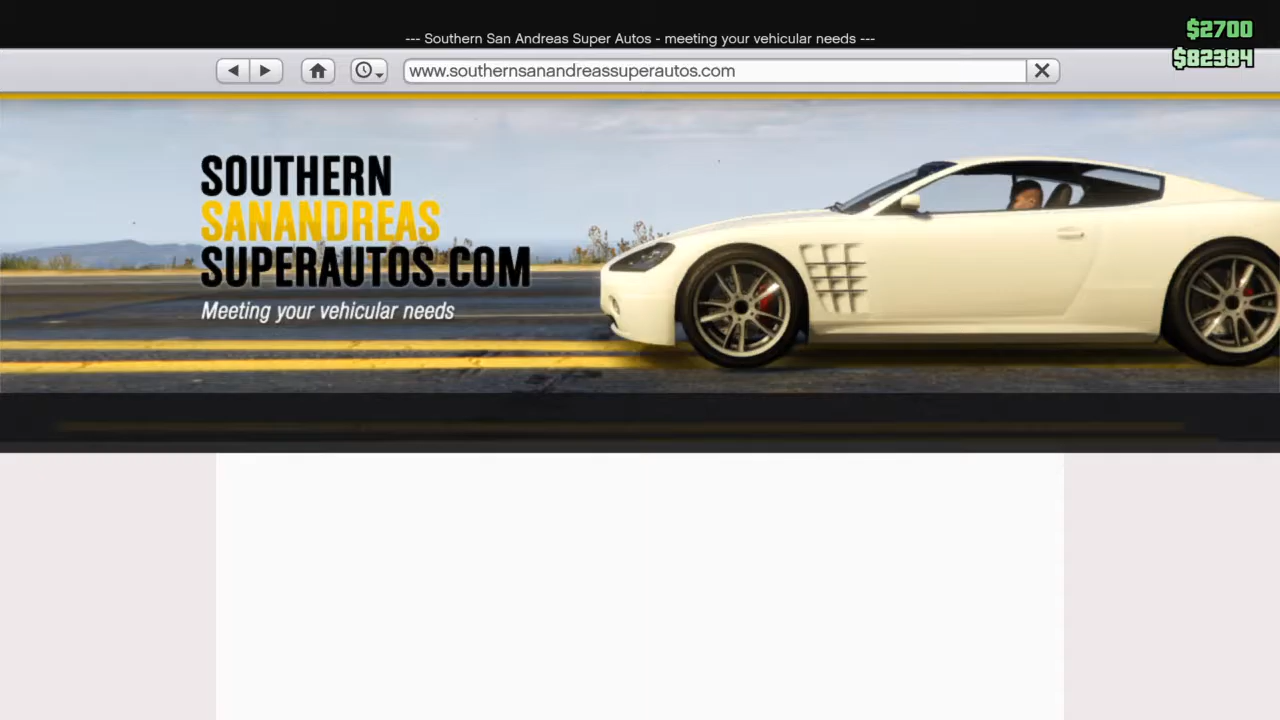 --- Southern San Andreas Super Autos - meeting your vehicular needs ---
$2700
$82384
www.southernsanandreassuperautos.com
SOUTHERN
SANANDREAS
SUPERAUTOS.COM
Meeting your vehicular needs